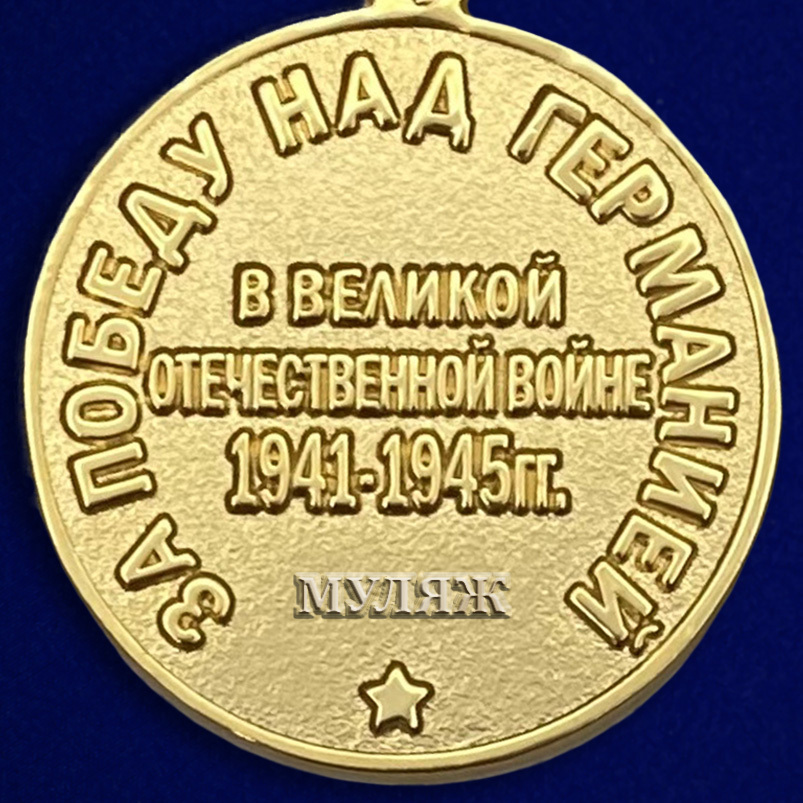 ЗА ПОБЕДУ НАД ГЕРМАНИЕЙ
В ВЕЛИКОЙ
ОТЕЧЕСТВЕННОЙ ВОЙНЕ
1941-1945гг.
МУЛЯЖ